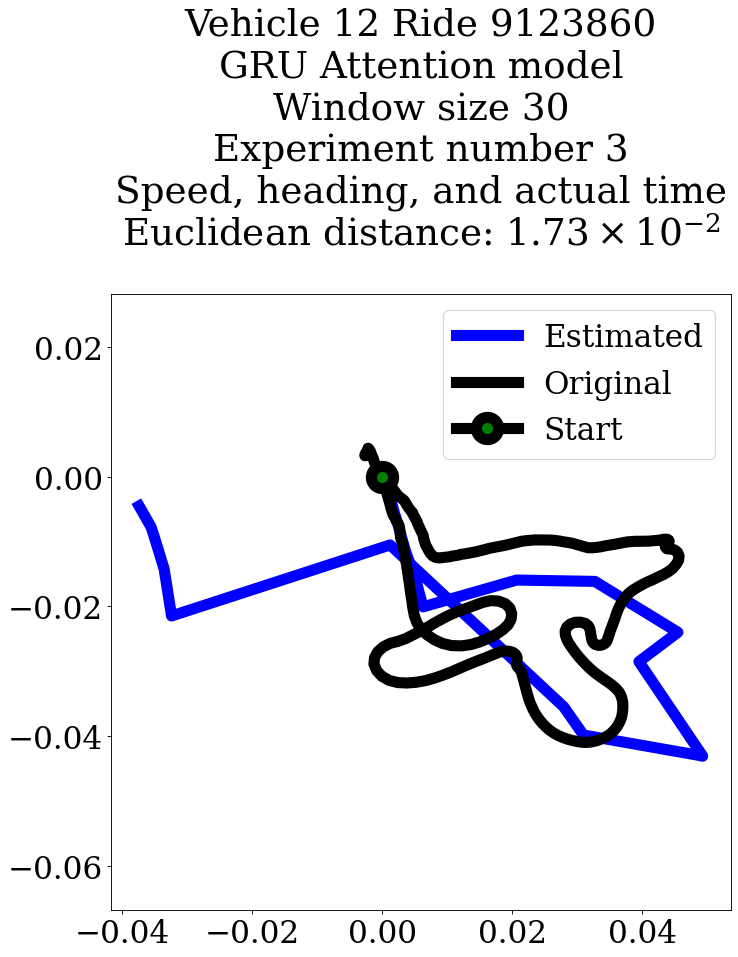 Vehicle 12 Ride 9123860
GRU Attention model
Window size 30
Experiment number 3
Speed, heading, and actual time
Euclidean distance: 1.73 × 10⁻²
Estimated
Original
Start
0.02
0.00
−0.02
−0.04
−0.06
−0.04 −0.02 0.00 0.02 0.04